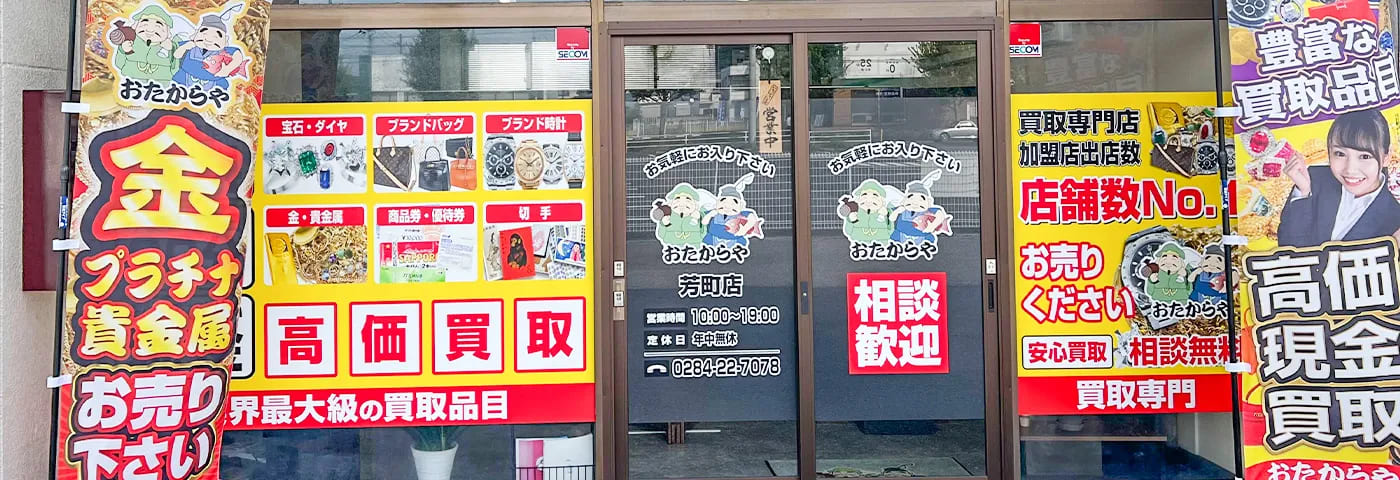 おたからや
金
プラチナ
貴金属
お売り
下さい
宝石・ダイヤ
ブランドバッグ
ブランド時計
金・貴金属
商品券・優待券
切手
高価買取
界最大級の買取品目
SECOM
営業中
お気軽にお入り下さい
おたからや
芳町店
営業時間 10:00～19:00
定休日 年中無休
0284-22-7078
お気軽にお入り下さい
おたからや
相談
歓迎
SECOM
買取専門店
加盟店出店数
店舗数No.
お売り
ください
おたからや
安心買取
相談無料
買取専門
豊富な
買取品目
高価
現金
買取
おたからや